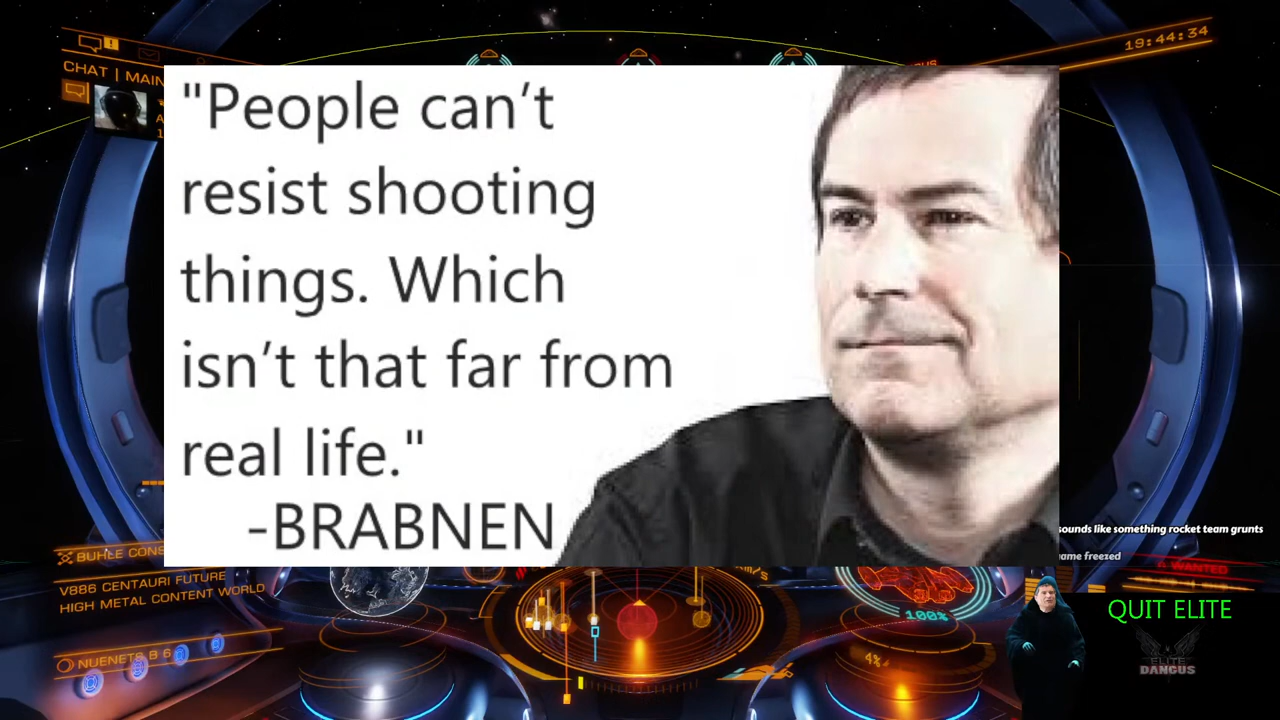 19:44:34
CHAT | MAIN
"People can't
resist shooting
things. Which
isn't that far from
real life."
-BRABNEN
sounds like something rocket team grunts
game freezed
BUHLE CONS
V886 CENTAURI FUTURE
HIGH METAL CONTENT WORLD
NUENETS B 6
100%
4%
WANTED
QUIT ELITE
ELITE
DANGUS